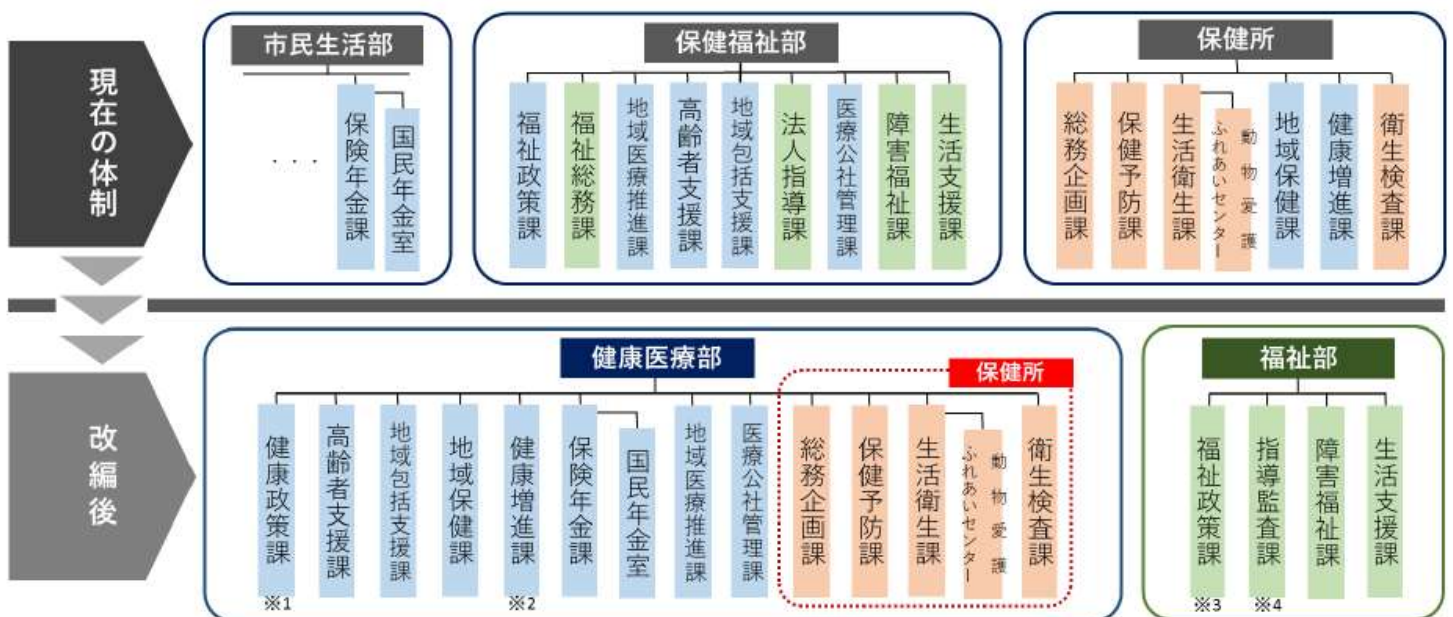 現在の体制
市民生活部
・・・
保険年金課
国民年金室
保健福祉部
福祉政策課
福祉総務課
地域医療推進課
高齢者支援課
地域包括支援課
法人指導課
医療公社管理課
障害福祉課
生活支援課
保健所
総務企画課
保健予防課
生活衛生課
動物愛護
ふれあいセンター
地域保健課
健康増進課
衛生検査課
改編後
健康医療部
健康政策課
※1
高齢者支援課
地域包括支援課
地域保健課
健康増進課
※2
保険年金課
国民年金室
地域医療推進課
医療公社管理課
保健所
総務企画課
保健予防課
生活衛生課
動物愛護
ふれあいセンター
衛生検査課
福祉部
福祉政策課
※3
指導監査課
※4
障害福祉課
生活支援課